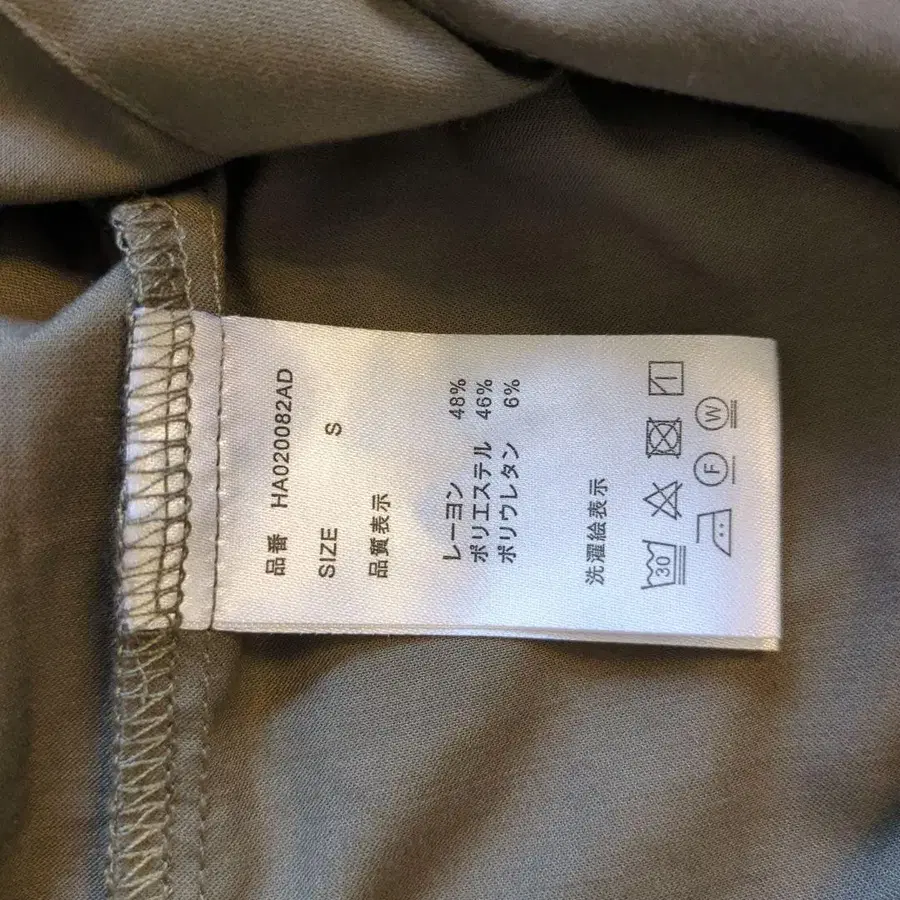 品番 HA020082AD
SIZE S
品質表示
レーヨン 48%
ポリエステル 46%
ポリウレタン 6%
洗濯絵表示
30
F W